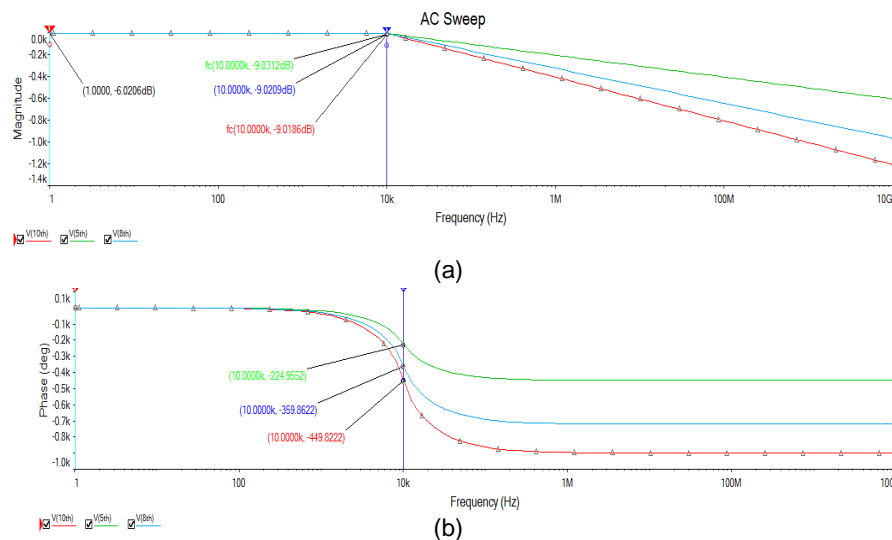 AC Sweep
Magnitude
0.0k
-0.2k
-0.4k
-0.6k
-0.8k
-1.0k
-1.2k
-1.4k
(1.0000, -6.0206dB)
fc(10.0000k, -9.0312dB)
(10.0000k, -9.0209dB)
fc(10.0000k, -9.0186dB)
1 100 10k 1M 100M 10G
Frequency (Hz)
V(10th) V(5th) V(8th)
(a)
Phase (deg)
0.1k
-0.1k
-0.2k
-0.3k
-0.4k
-0.5k
-0.6k
-0.7k
-0.8k
-1.0k
(10.0000k, -224.9552)
(10.0000k, -359.8622)
(10.0000k, -449.8222)
1 100 10k 1M 100M 10G
Frequency (Hz)
V(10th) V(5th) V(8th)
(b)